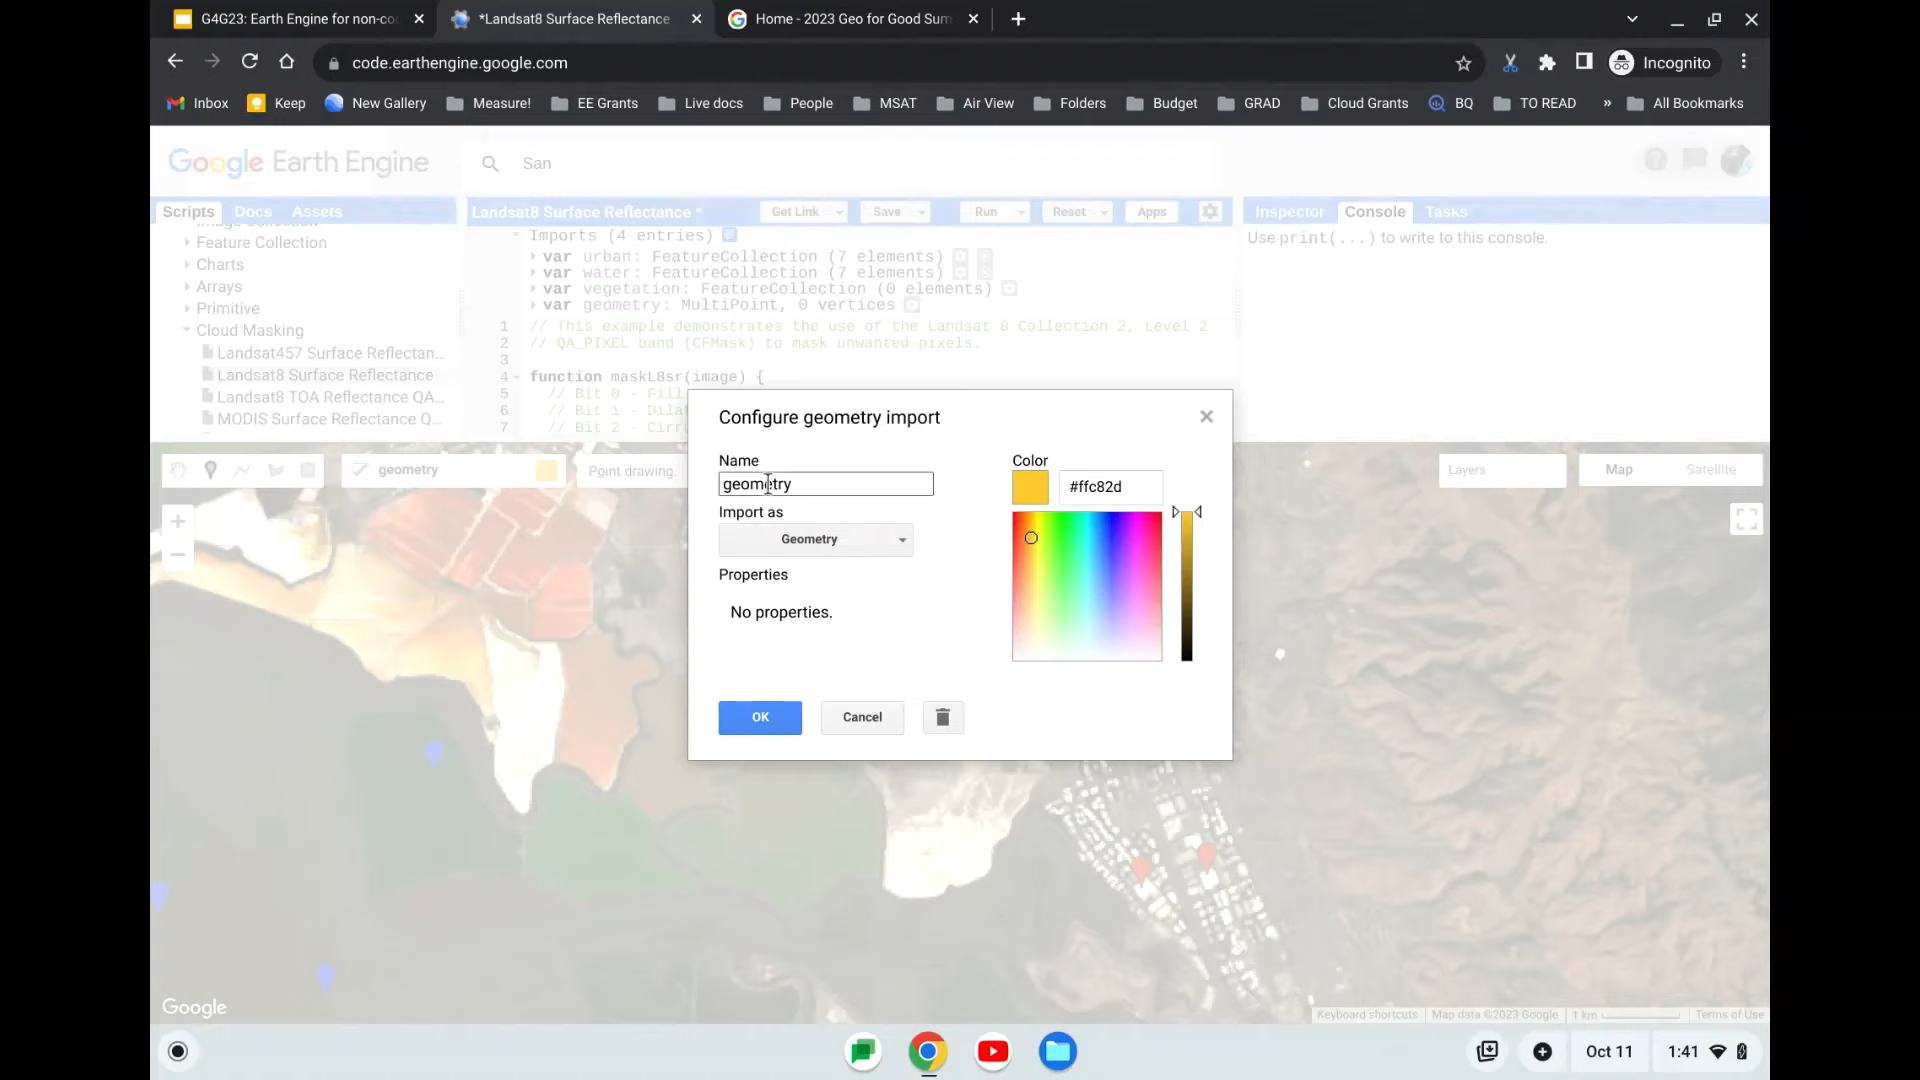 G4G23: Earth Engine for non-co
*Landsat8 Surface Reflectance
Home - 2023 Geo for Good Sum
code.earthengine.google.com
Incognito
Inbox
Keep
New Gallery
Measure!
EE Grants
Live docs
People
MSAT
Air View
Folders
Budget
GRAD
Cloud Grants
BQ
TO READ
»
All Bookmarks
Google Earth Engine
San
Scripts
Docs
Assets
Landsat8 Surface Reflectance *
Get Link
Save
Run
Reset
Apps
Inspector
Console
Tasks
Feature Collection
Charts
Arrays
Primitive
Cloud Masking
Landsat457 Surface Reflectan...
Landsat8 Surface Reflectance
Landsat8 TOA Reflectance QA...
MODIS Surface Reflectance Q...
Imports (4 entries)
var urban: FeatureCollection (7 elements)
var water: FeatureCollection (7 elements)
var vegetation: FeatureCollection (0 elements)
var geometry: MultiPoint, 0 vertices
1 // This example demonstrates the use of the Landsat 8 Collection 2, Level 2
2 // QA_PIXEL band (CFMask) to mask unwanted pixels.
3
4 function maskL8sr(image) {
5 // Bit 0 - Fill
6 // Bit 1 - Dila
7 // Bit 2 - Cirr
Use print(...) to write to this console.
Configure geometry import
Name
geometry
Import as
Geometry
Properties
No properties.
OK
Cancel
Color
#ffc82d
geometry
Point drawing.
Layers
Map
Satellite
Google
Keyboard shortcuts
Map data ©2023 Google
1 km
Terms of Use
Oct 11
1:41